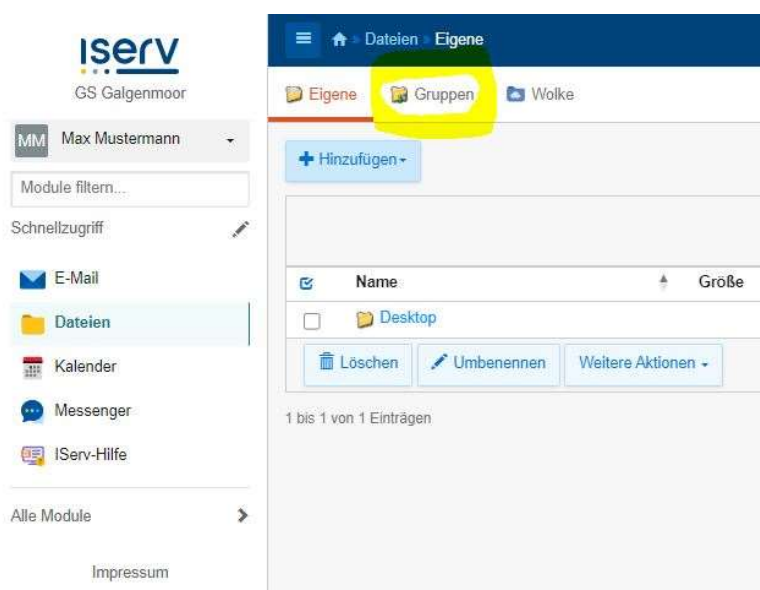 IServ
GS Galgenmoor
MM Max Mustermann
Module filtern...
Schnellzugriff
E-Mail
Dateien
Kalender
Messenger
IServ-Hilfe
Alle Module
Impressum
» Dateien » Eigene
Eigene Gruppen Wolke
Hinzufügen
Name Größe
Desktop
Löschen Umbenennen Weitere Aktionen
1 bis 1 von 1 Einträgen